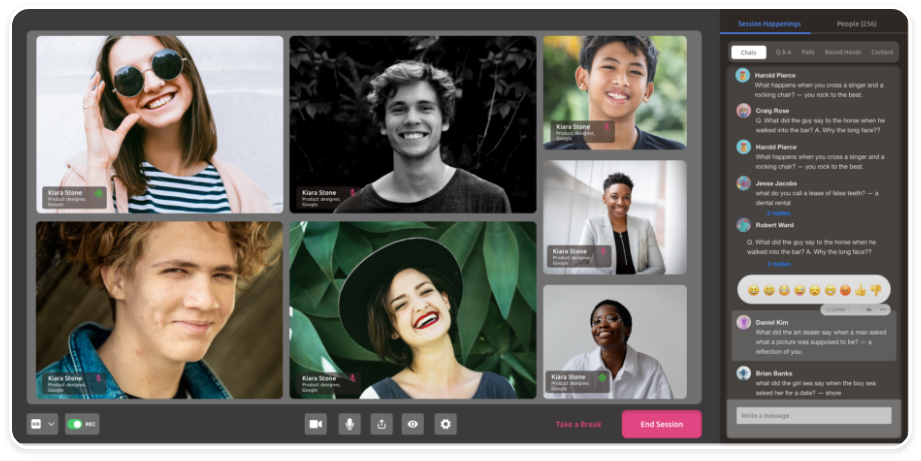 Session Happenings
People (256)
Chats
Q & A
Polls
Raised Hands
Content
Kiara Stone
Product designer,
Google
Kiara Stone
Product designer,
Google
Kiara Stone
Product designer,
Google
Kiara Stone
Product designer,
Google
Kiara Stone
Product designer,
Google
Kiara Stone
Product designer,
Google
Kiara Stone
Product designer,
Google
REC
Take a Break
End Session
Harold Pierce
What happens when you cross a singer and a
rocking chair? — you rock to the beat.
Craig Rose
Q. What did the guy say to the horse when he
walked into the bar? A. Why the long face??
Harold Pierce
What happens when you cross a singer and a
rocking chair? — you rock to the beat.
Jesse Jacobs
what do you call a lease of false teeth? — a
dental rental
2 replies
Robert Ward
Q. What did the guy say to the horse when he
walked into the bar? A. Why the long face??
2 replies
Daniel Kim
What did the art dealer say when a man asked
what a picture was supposed to be? — a
reflection of you.
Brian Banks
what did the girl sea say when the boy sea
asked her for a date? — shore
Write a message